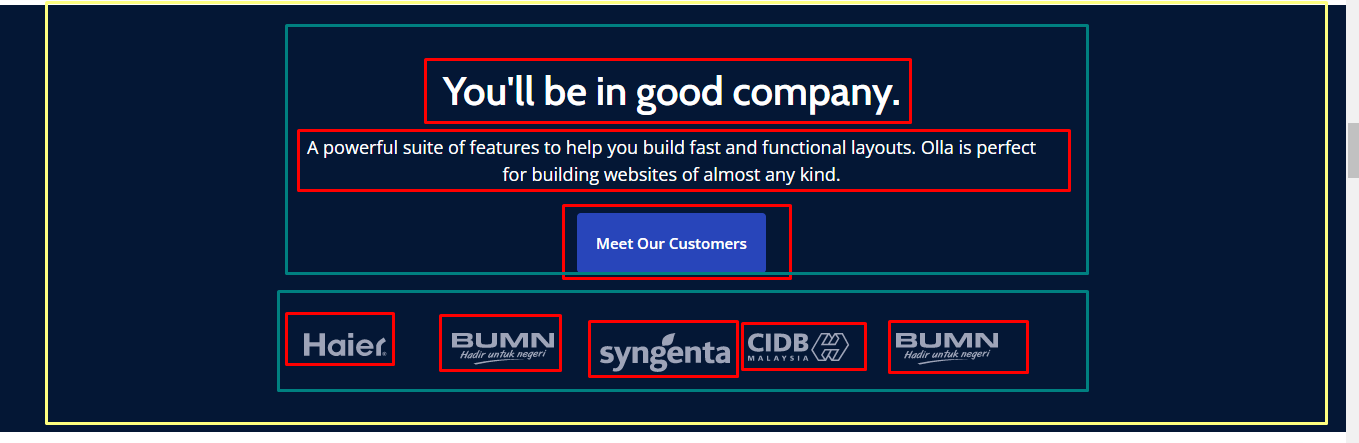 You'll be in good company.
A powerful suite of features to help you build fast and functional layouts. Olla is perfect
for building websites of almost any kind.
Meet Our Customers
Haier
BUMN
Hadir untuk negeri
syngenta
CIDB
MALAYSIA
BUMN
Hadir untuk negeri